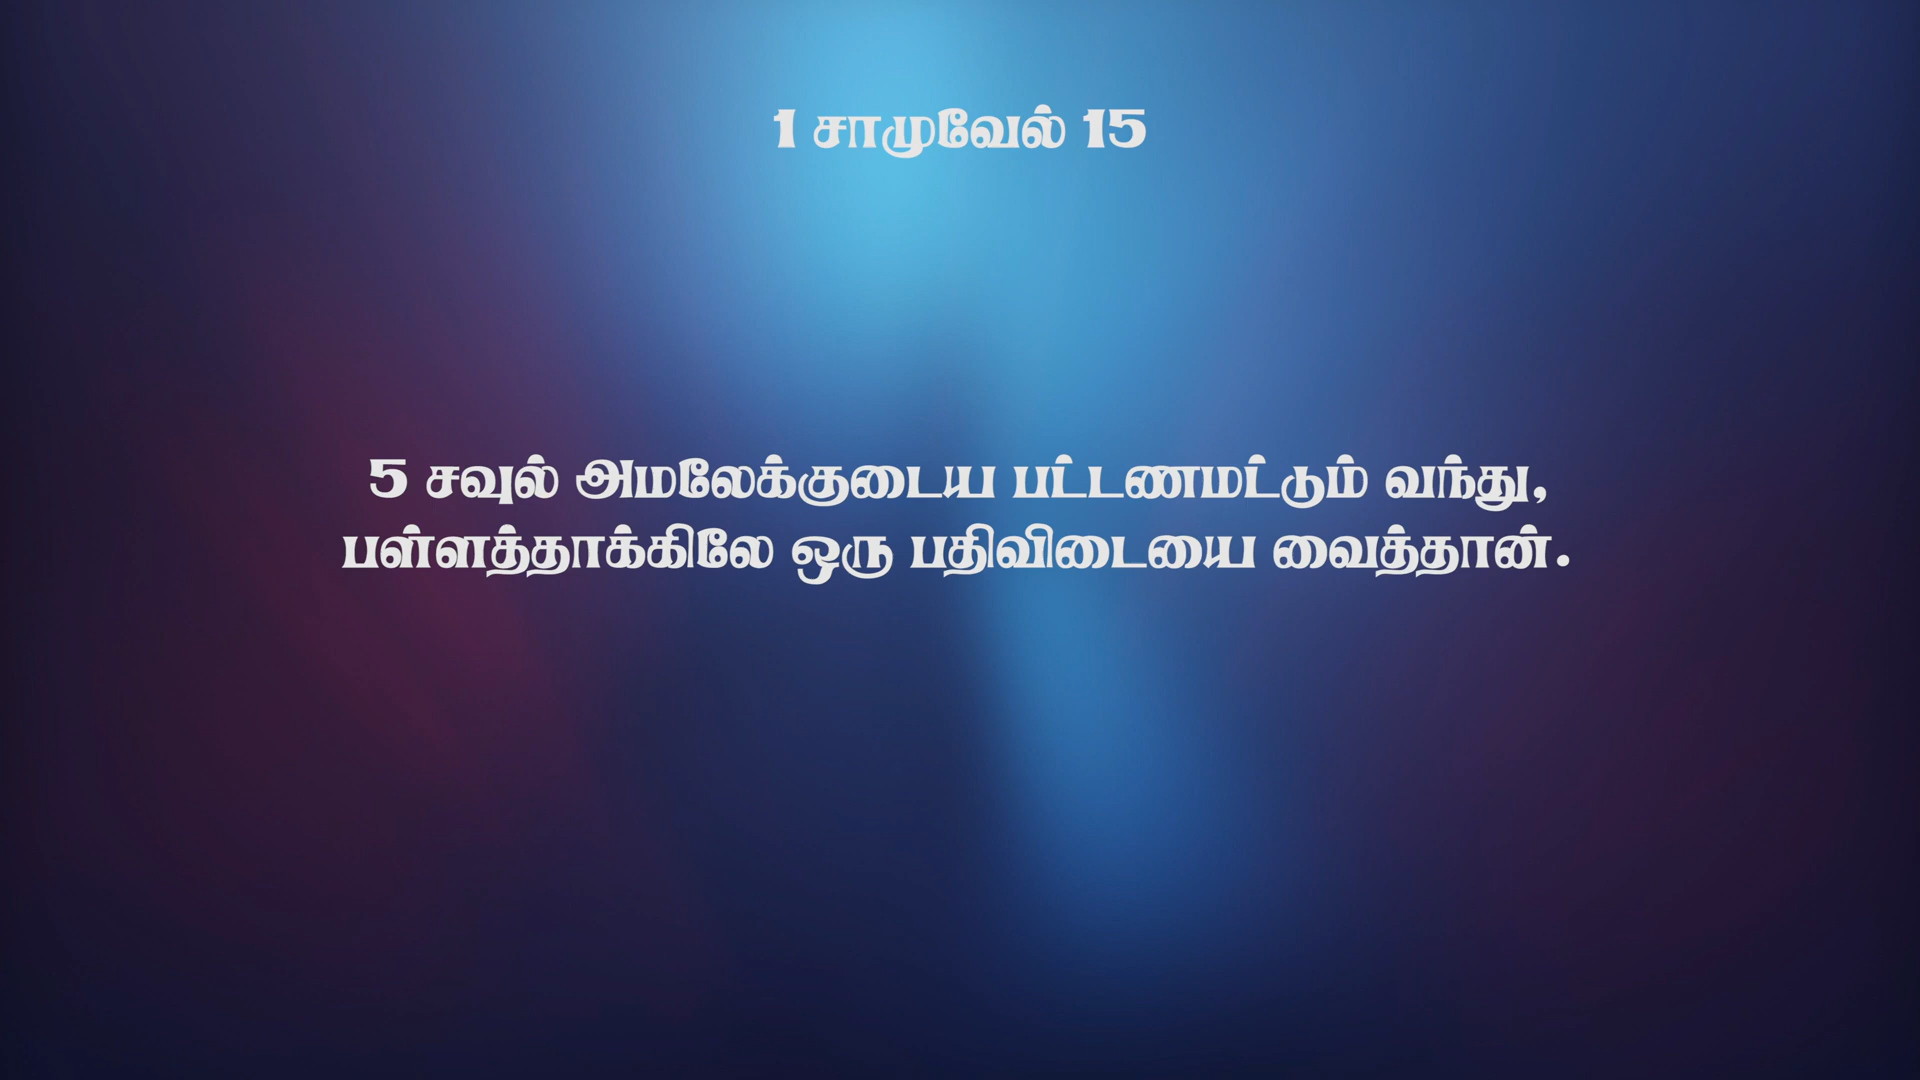 1 சாமுவேல் 15
5 சவுல் அமலேக்குடைய பட்டணமட்டும் வந்து,
பள்ளத்தாக்கிலே ஒரு பதிவிடையை வைத்தான்.